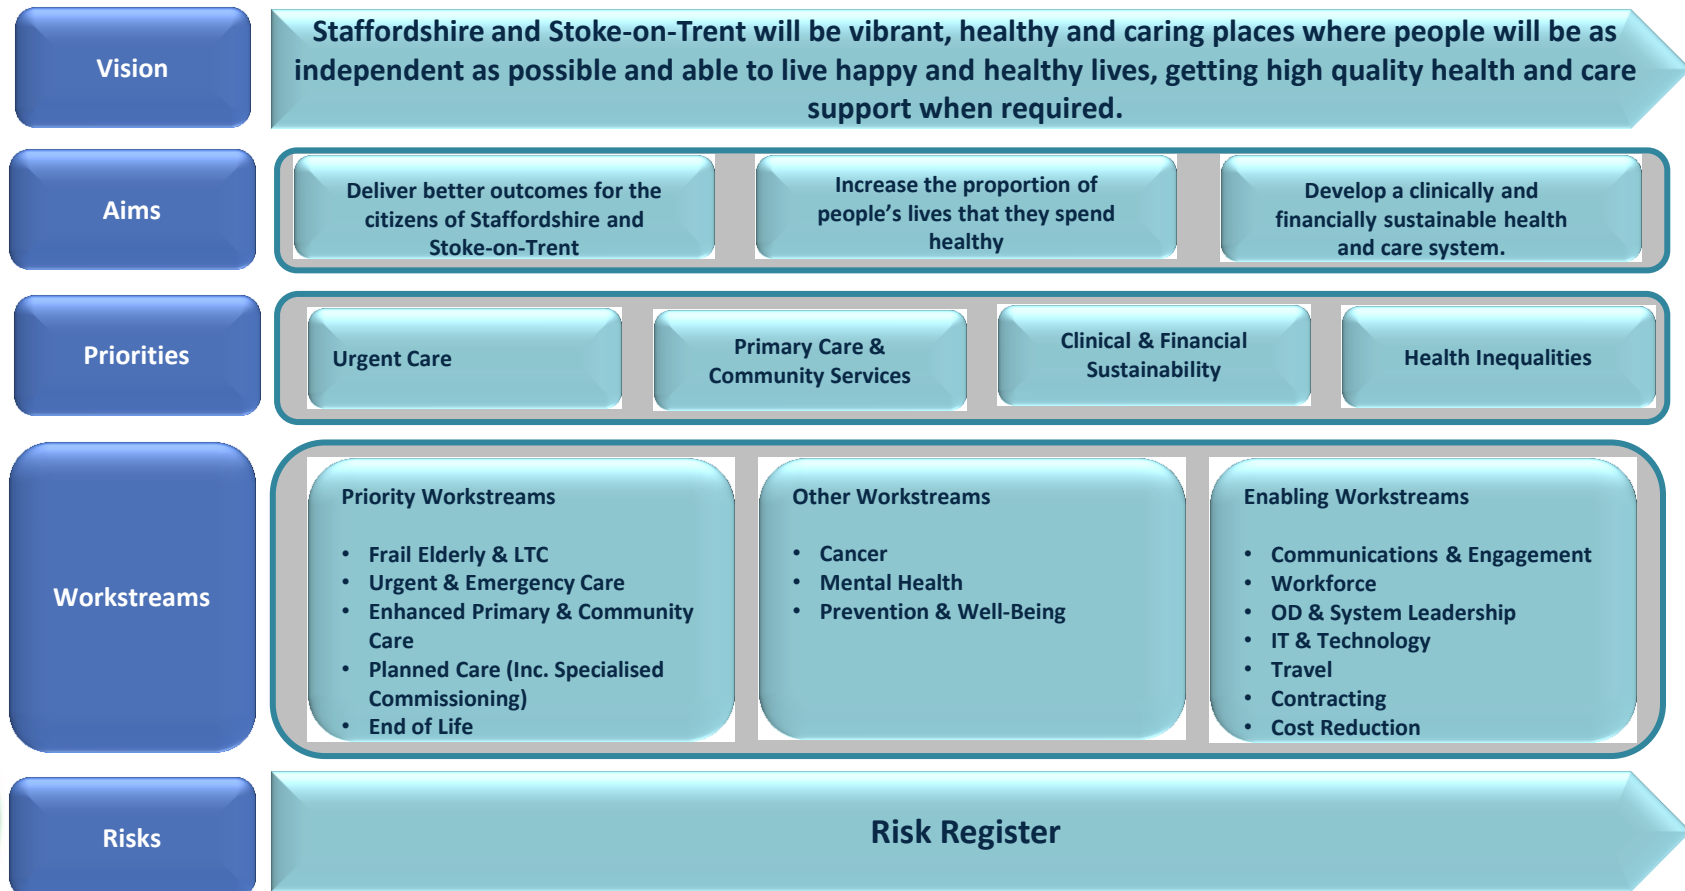 Vision
Staffordshire and Stoke-on-Trent will be vibrant, healthy and caring places where people will be as
independent as possible and able to live happy and healthy lives, getting high quality health and care
support when required.
Aims
Deliver better outcomes for the
citizens of Staffordshire and
Stoke-on-Trent
Increase the proportion of
people’s lives that they spend
healthy
Develop a clinically and
financially sustainable health
and care system.
Priorities
Urgent Care
Primary Care &
Community Services
Clinical & Financial
Sustainability
Health Inequalities
Workstreams
Priority Workstreams
• Frail Elderly & LTC
• Urgent & Emergency Care
• Enhanced Primary & Community
Care
• Planned Care (Inc. Specialised
Commissioning)
• End of Life
Other Workstreams
• Cancer
• Mental Health
• Prevention & Well-Being
Enabling Workstreams
• Communications & Engagement
• Workforce
• OD & System Leadership
• IT & Technology
• Travel
• Contracting
• Cost Reduction
Risks
Risk Register